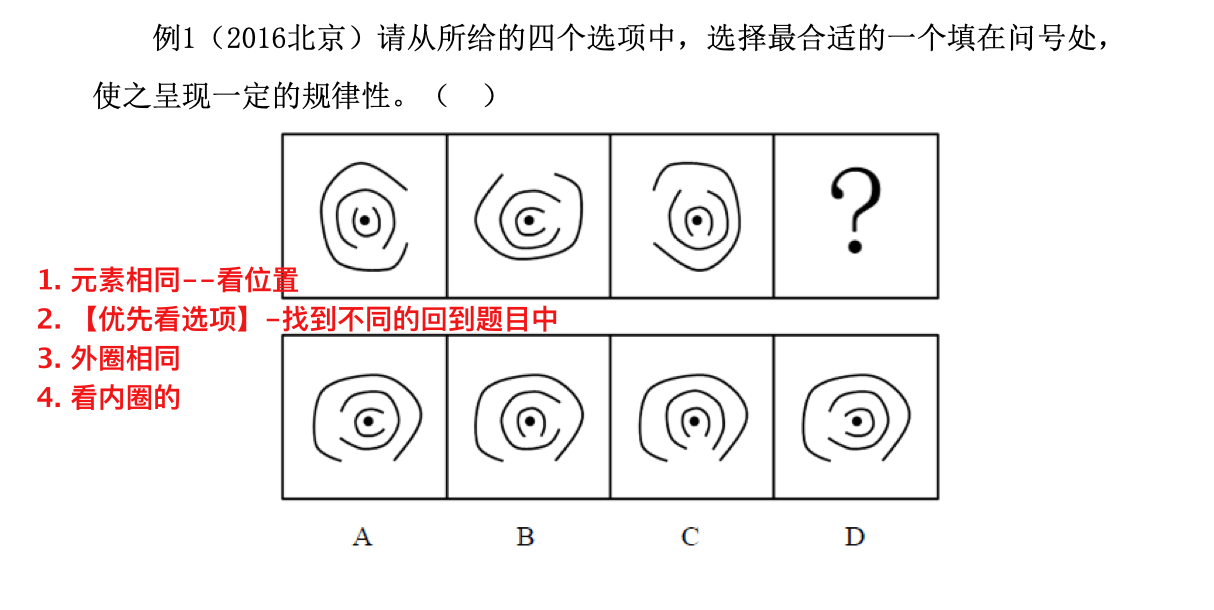 例1（2016北京）请从所给的四个选项中，选择最合适的一个填在问号处，
使之呈现一定的规律性。（ ）
?
1. 元素相同--看位置
2. 【优先看选项】-找到不同的回到题目中
3. 外圈相同
4. 看内圈的
A B C D